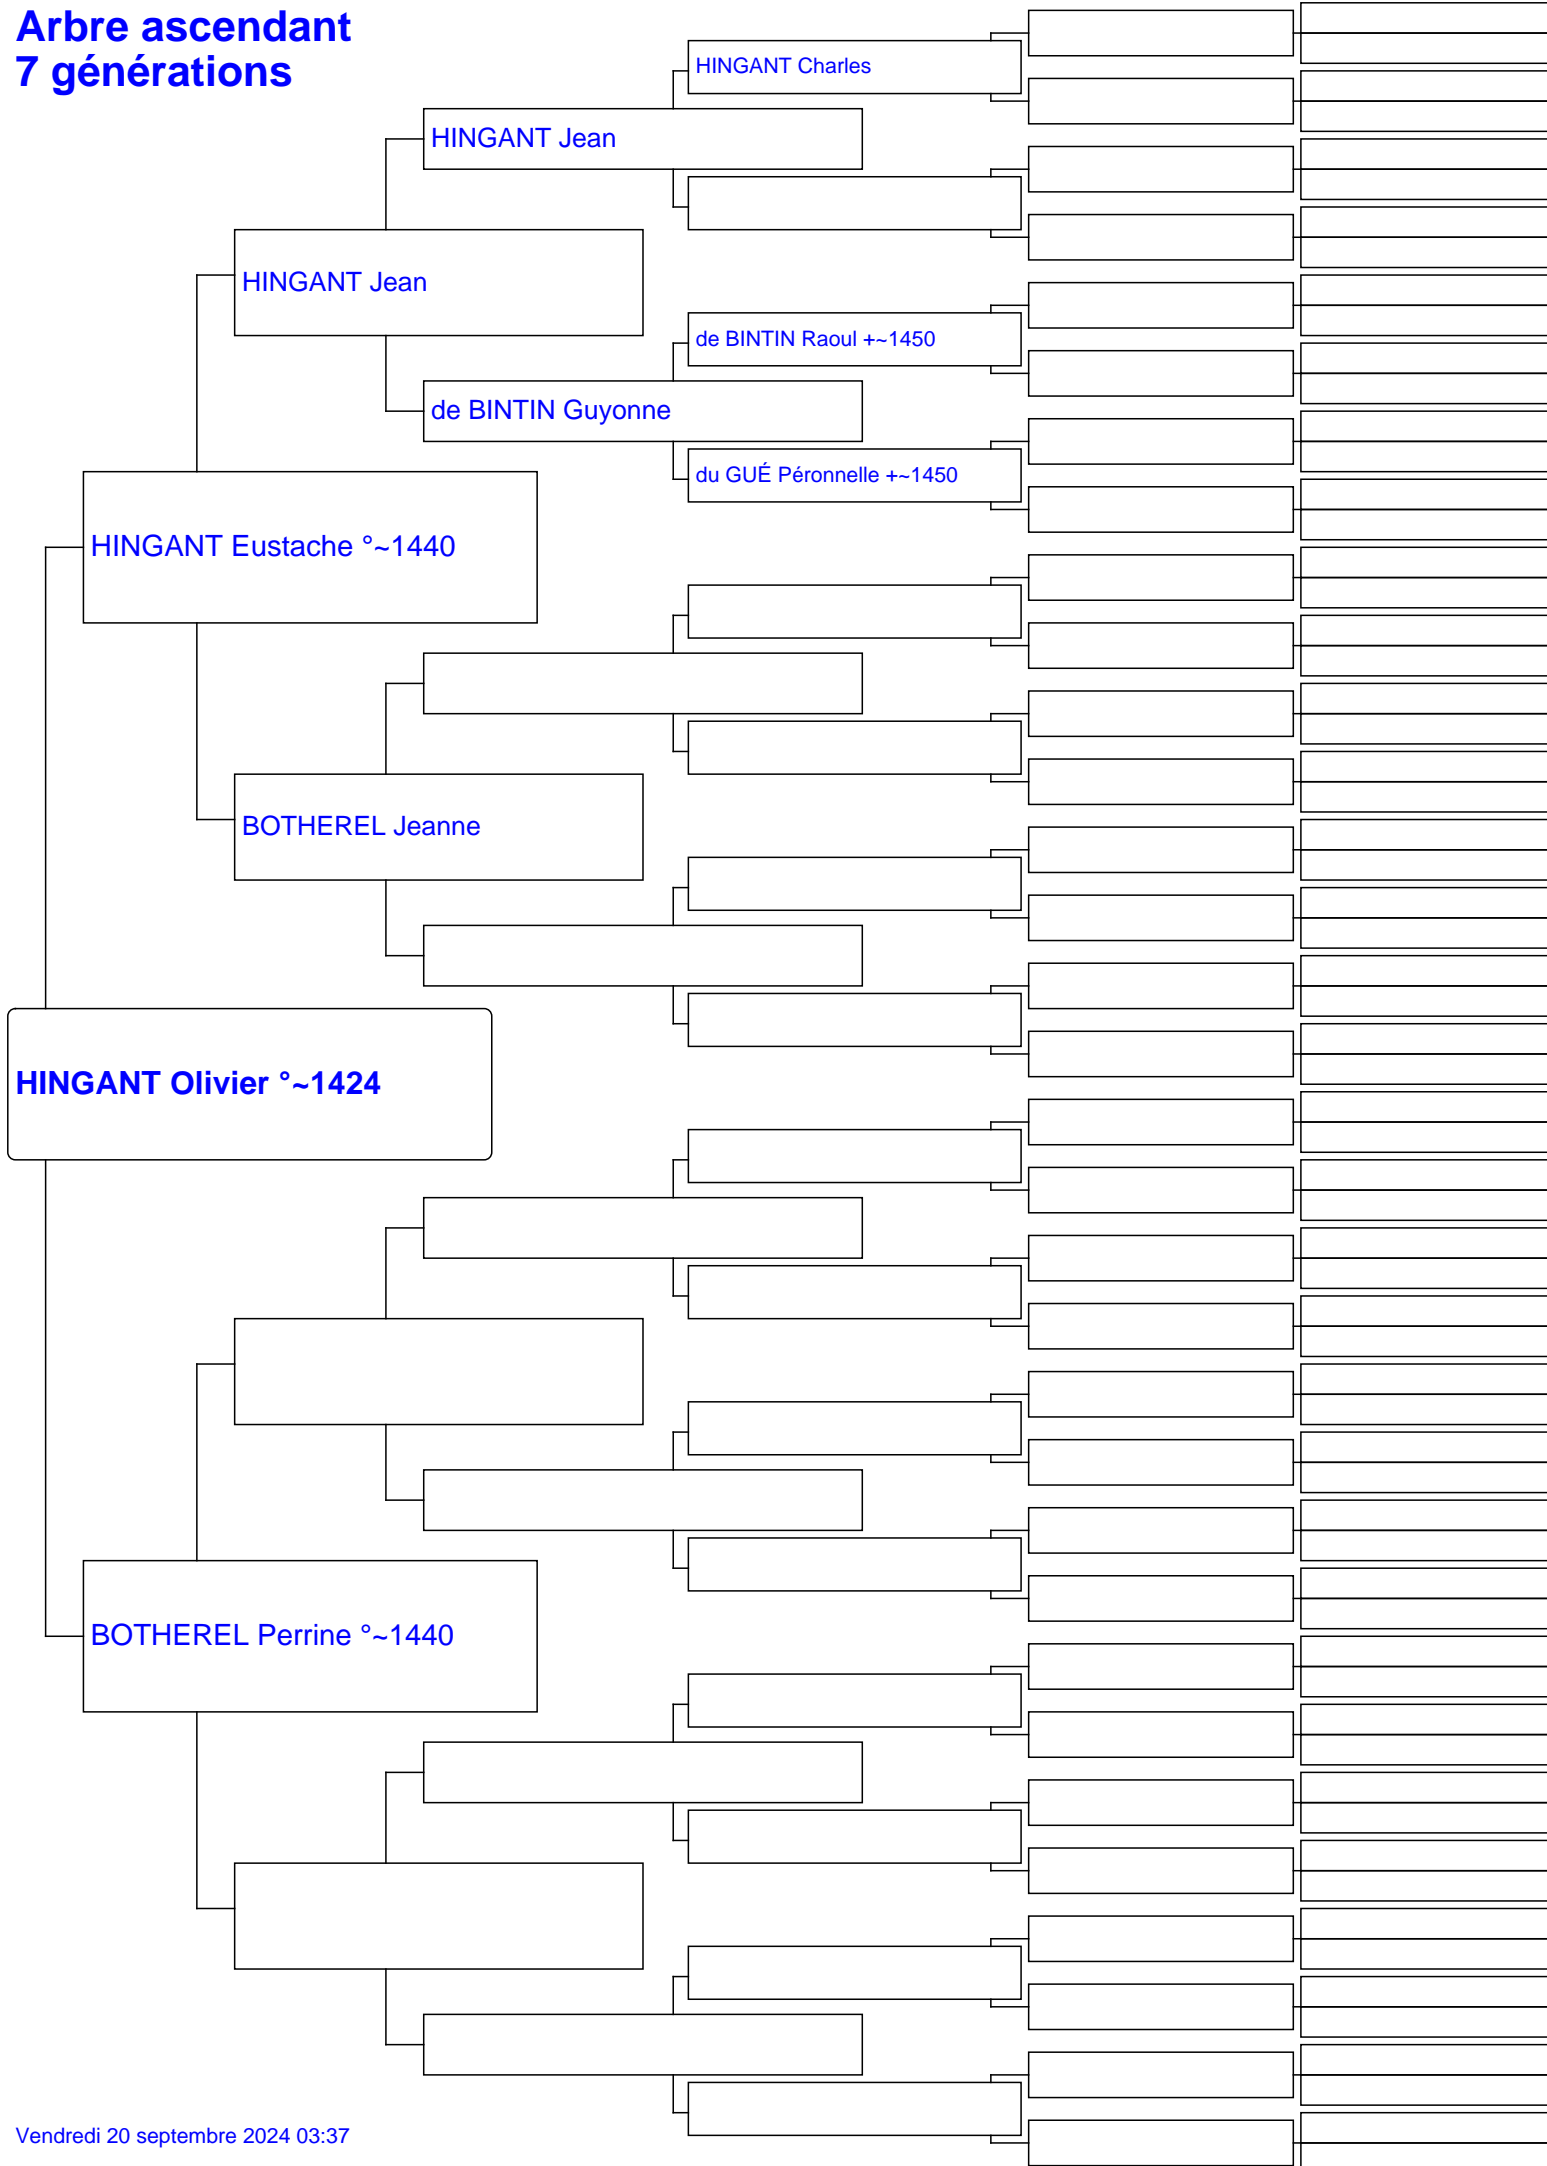 Arbre ascendant
7 générations
HINGANT Charles
HINGANT Jean
HINGANT Jean
de BINTIN Raoul +~1450
de BINTIN Guyonne
du GUÉ Péronnelle +~1450
HINGANT Eustache °~1440
BOTHEREL Jeanne
HINGANT Olivier °~1424
BOTHEREL Perrine °~1440
Vendredi 20 septembre 2024 03:37